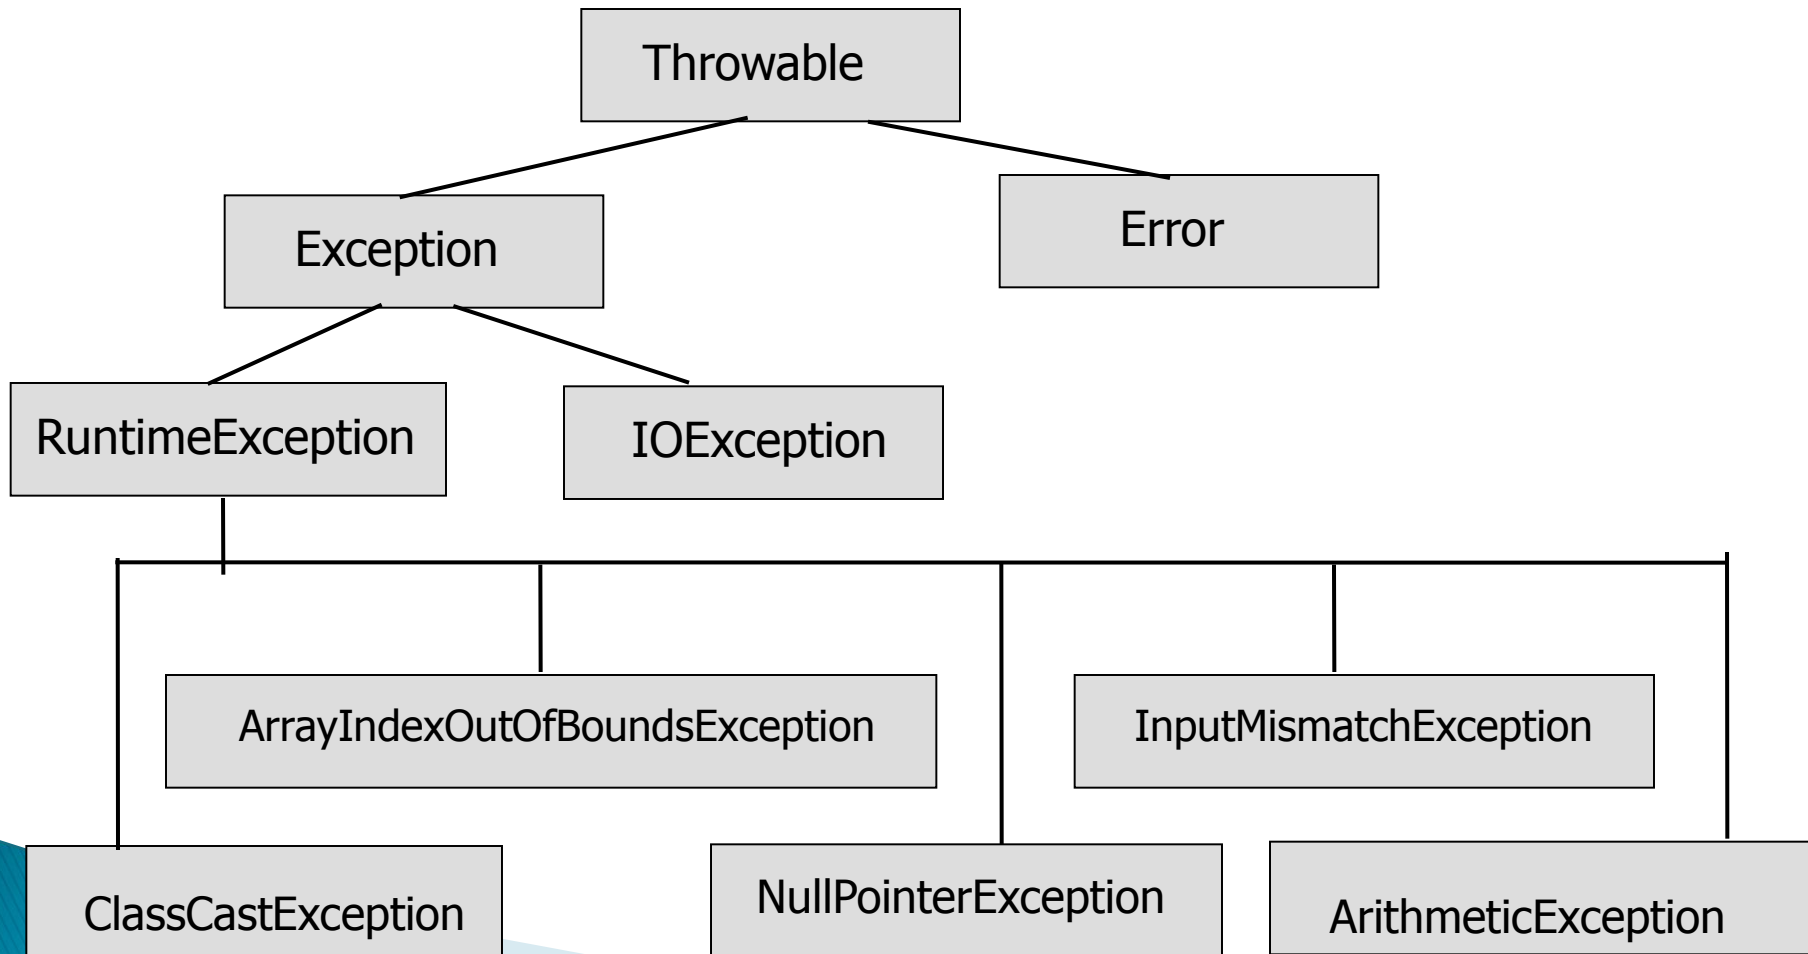 Throwable
Exception
Error
RuntimeException
IOException
ArrayIndexOutOfBoundsException
InputMismatchException
ClassCastException
NullPointerException
ArithmeticException